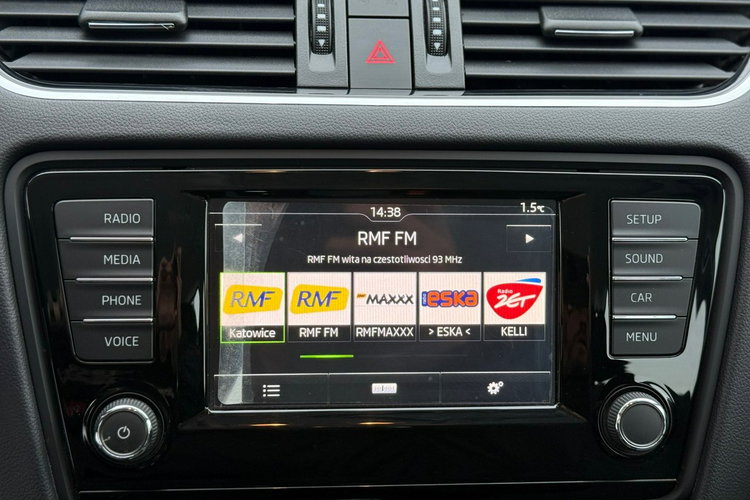 14:38
1.5°C
RMF FM
RMF FM wita na czestotliwosci 93 MHz
RMF
RMF
MAXXX
eska
Radio
ZET
Katowice
RMF FM
RMFMAXXX
> ESKA <
KELLI
RADIO
MEDIA
PHONE
VOICE
SETUP
SOUND
CAR
MENU